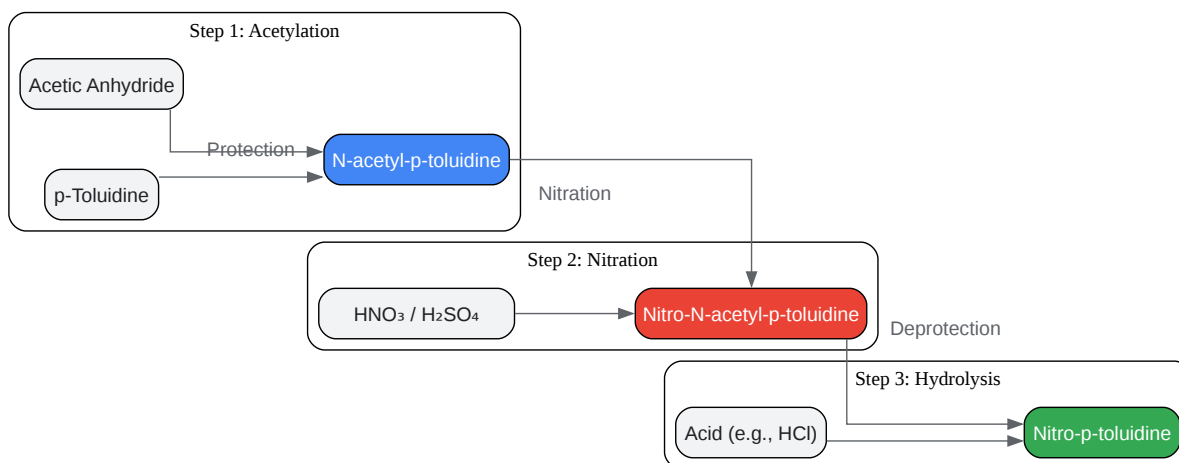 Step 1: Acetylation
Acetic Anhydride
Protection
N-acetyl-p-toluidine
p-Toluidine
Nitration
Step 2: Nitration
HNO₃ / H₂SO₄
Nitro-N-acetyl-p-toluidine
Deprotection
Step 3: Hydrolysis
Acid (e.g., HCl)
Nitro-p-toluidine